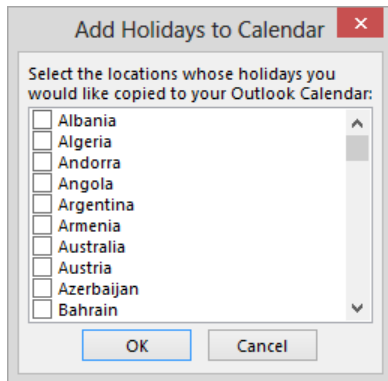 Add Holidays to Calendar
Select the locations whose holidays you
would like copied to your Outlook Calendar:
Albania
Algeria
Andorra
Angola
Argentina
Armenia
Australia
Austria
Azerbaijan
Bahrain
OK
Cancel